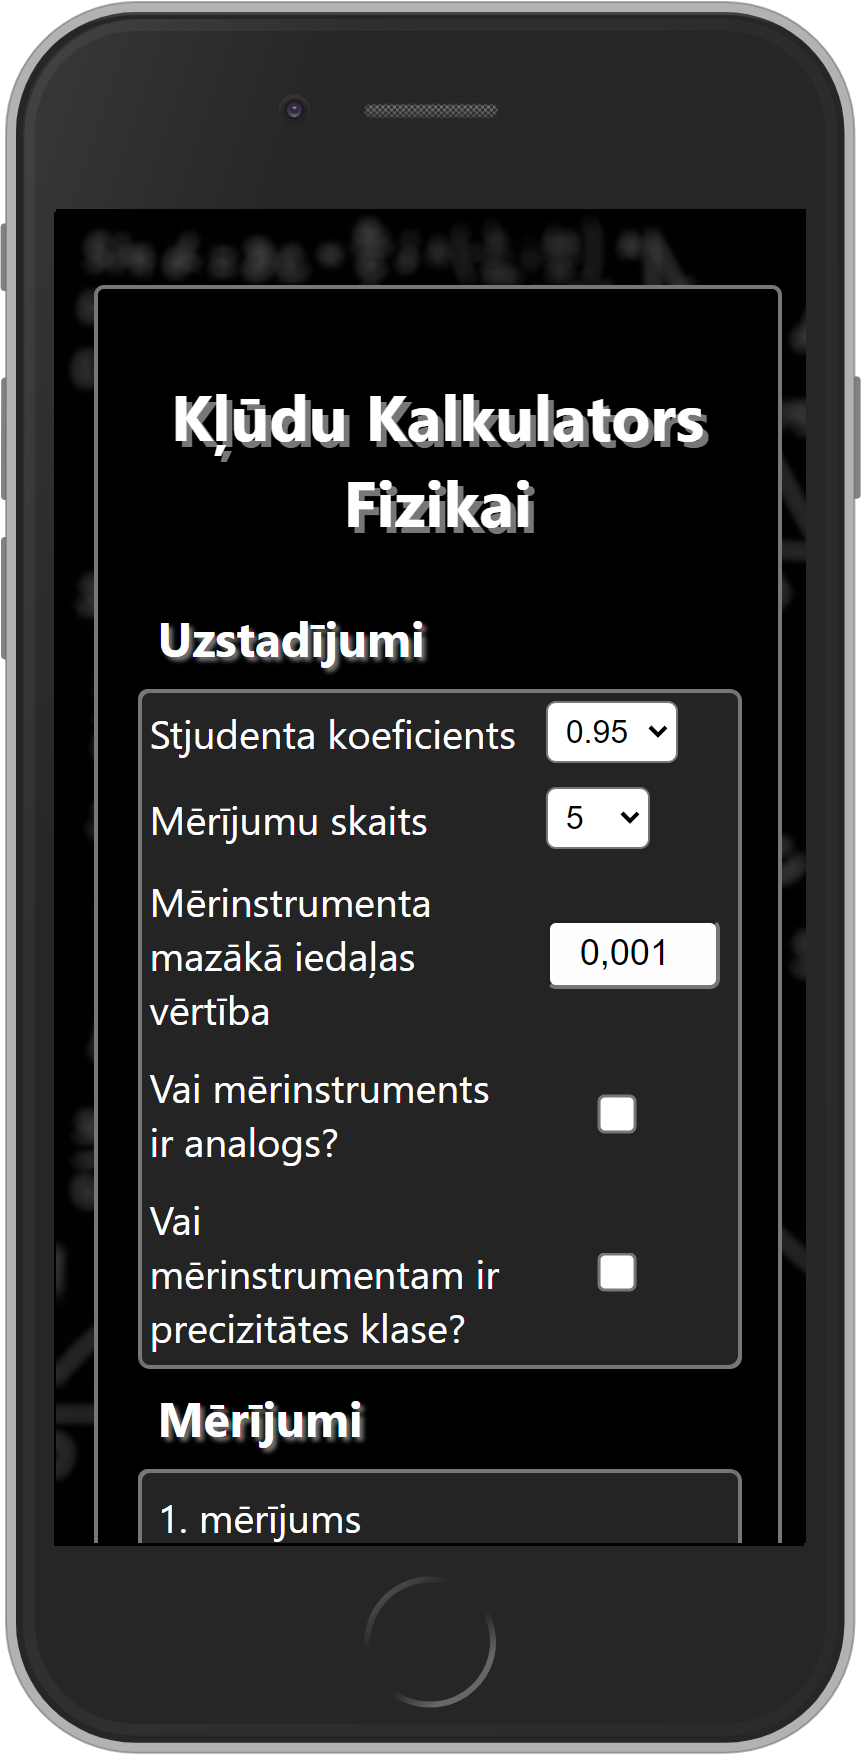 Kļūdu Kalkulators
Fizikai
Uzstadījumi
Stjudenta koeficients 0.95
Mērījumu skaits 5
Mērinstrumenta
mazākā iedaļas
vērtība
0,001
Vai mērinstruments
ir analogs?
Vai
mērinstrumentam ir
precizitātes klase?
Mērījumi
1. mērījums